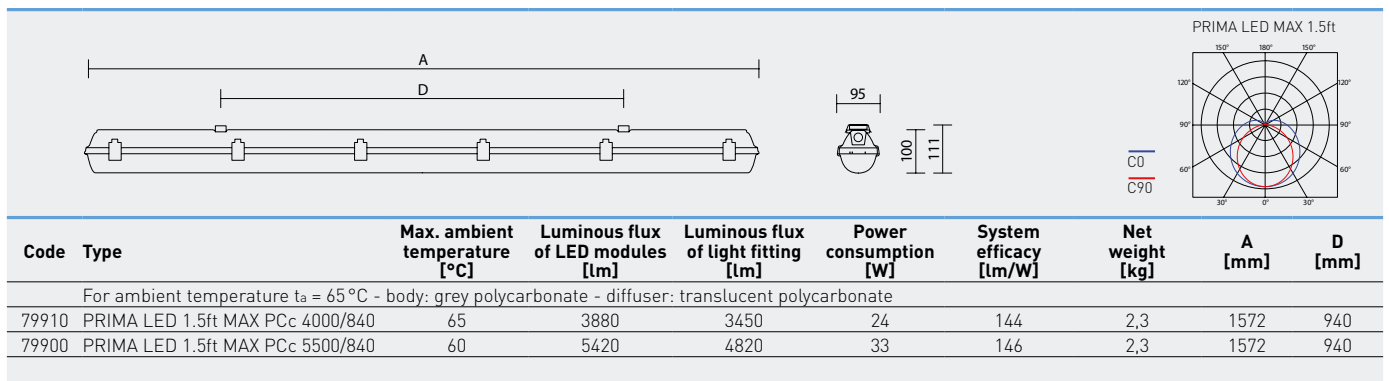 PRIMA LED MAX 1.5ft
150° 180° 150°
A
120° 120°
D
95
90° 90°
100
111
C0
60° 60°
C90
30° 0° 30°
Code Type Max. ambient temperature [°C] Luminous flux of LED modules [lm] Luminous flux of light fitting [lm] Power consumption [W] System efficacy [lm/W] Net weight [kg] A [mm] D [mm]
For ambient temperature ta = 65°C - body: grey polycarbonate - diffuser: translucent polycarbonate
79910 PRIMA LED 1.5ft MAX PCc 4000/840 65 3880 3450 24 144 2,3 1572 940
79900 PRIMA LED 1.5ft MAX PCc 5500/840 60 5420 4820 33 146 2,3 1572 940